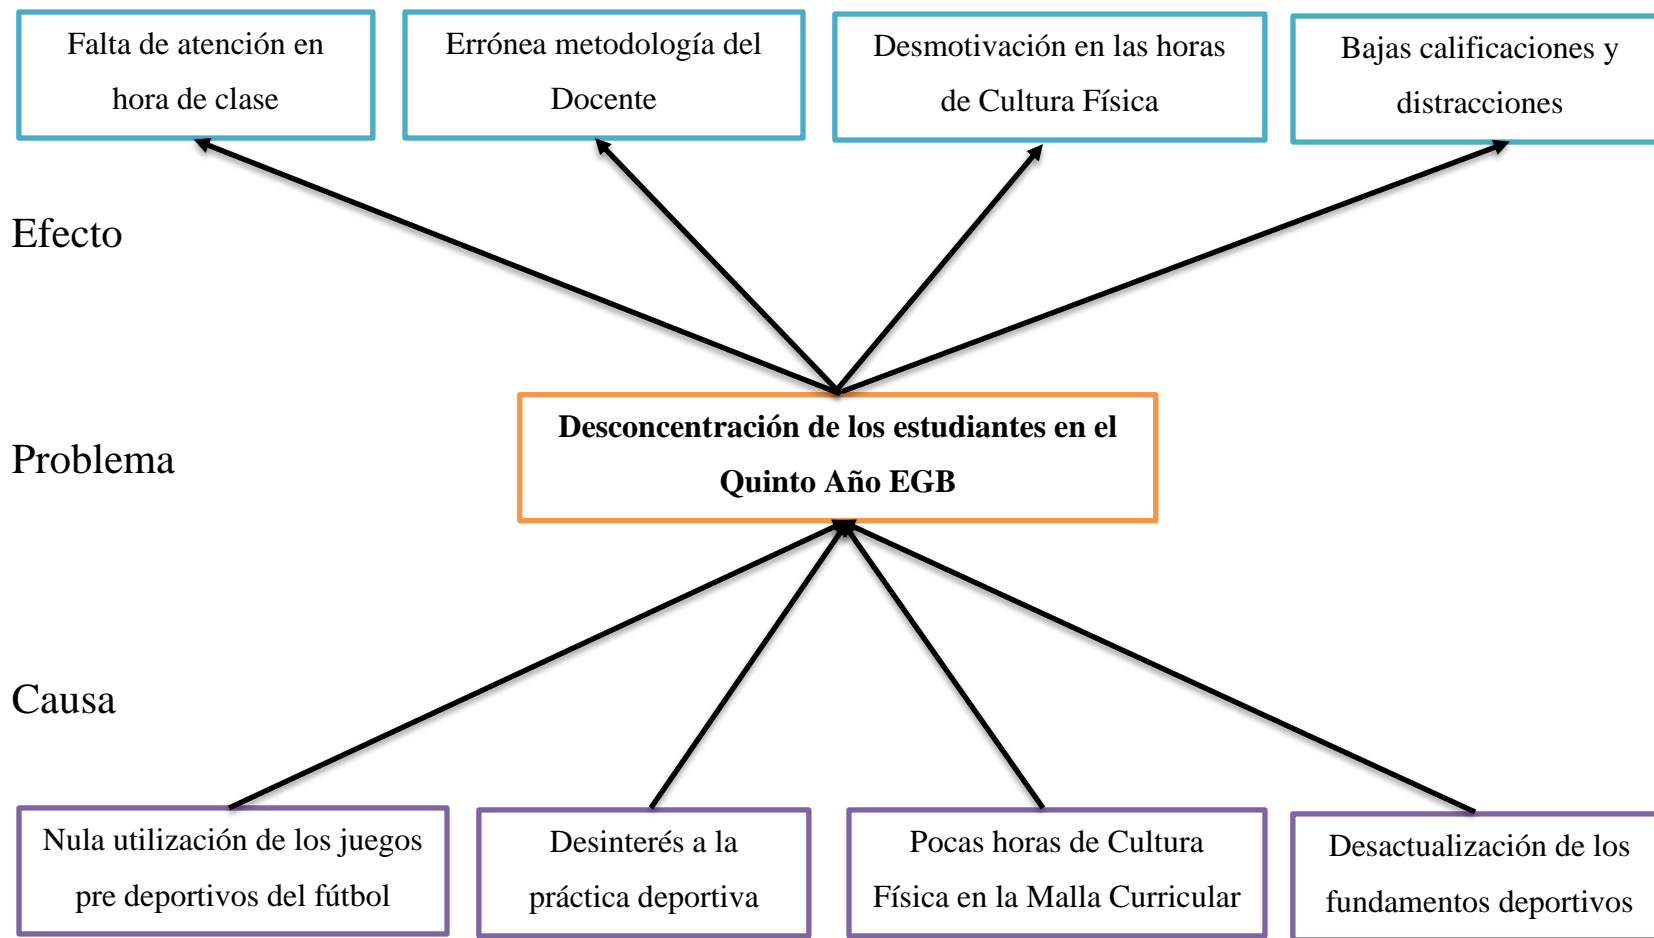 Falta de atención en
hora de clase
Errónea metodología del
Docente
Desmotivación en las horas
de Cultura Física
Bajas calificaciones y
distracciones
Efecto
Problema
Desconcentración de los estudiantes en el
Quinto Año EGB
Causa
Nula utilización de los juegos
pre deportivos del fútbol
Desinterés a la
práctica deportiva
Pocas horas de Cultura
Física en la Malla Curricular
Desactualización de los
fundamentos deportivos